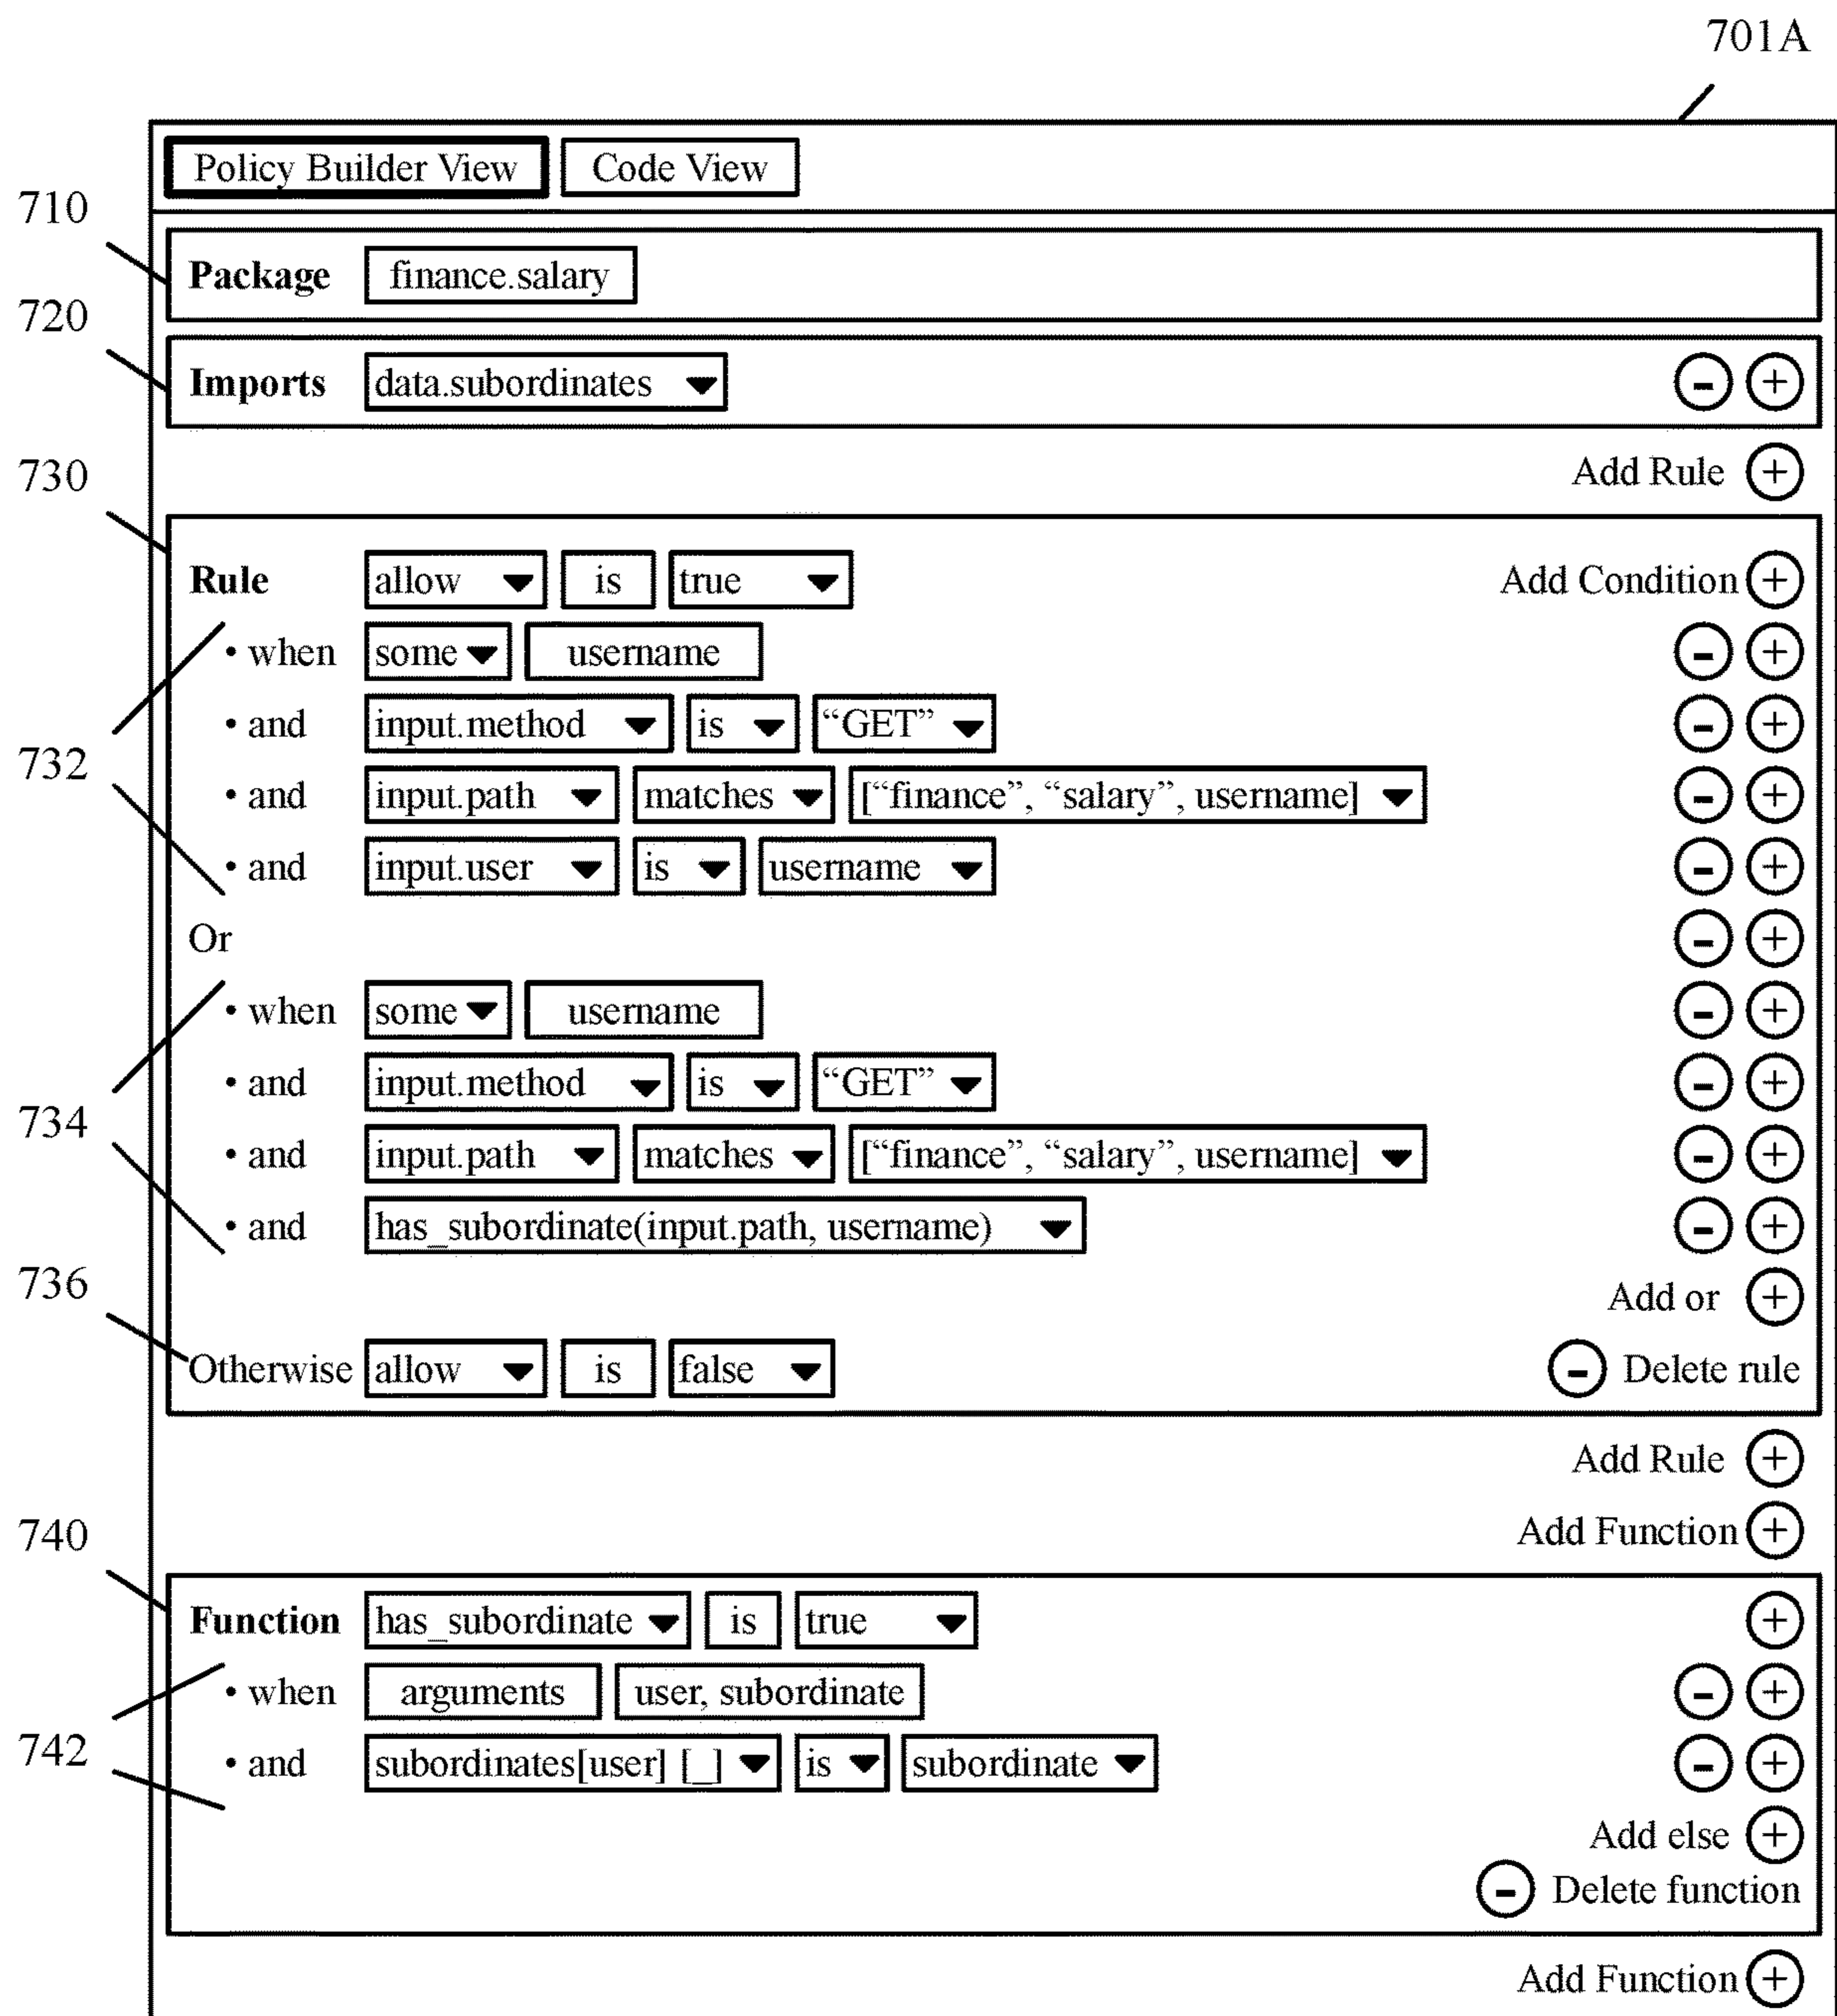 701A
Policy Builder View Code View
710
Package finance.salary
720
Imports data.subordinates - +
730
Add Rule +
Rule allow is true Add Condition +
• when some username - +
• and input.method is “GET” - +
732
• and input.path matches [“finance”, “salary”, username] - +
• and input.user is username - +
Or - +
• when some username - +
• and input.method is “GET” - +
734
• and input.path matches [“finance”, “salary”, username] - +
• and has_subordinate(input.path, username) - +
736
Add or +
Otherwise allow is false - Delete rule
Add Rule +
740
Add Function +
Function has_subordinate is true +
• when arguments user, subordinate - +
742
• and subordinates[user] [_] is subordinate - +
Add else +
- Delete function
Add Function +